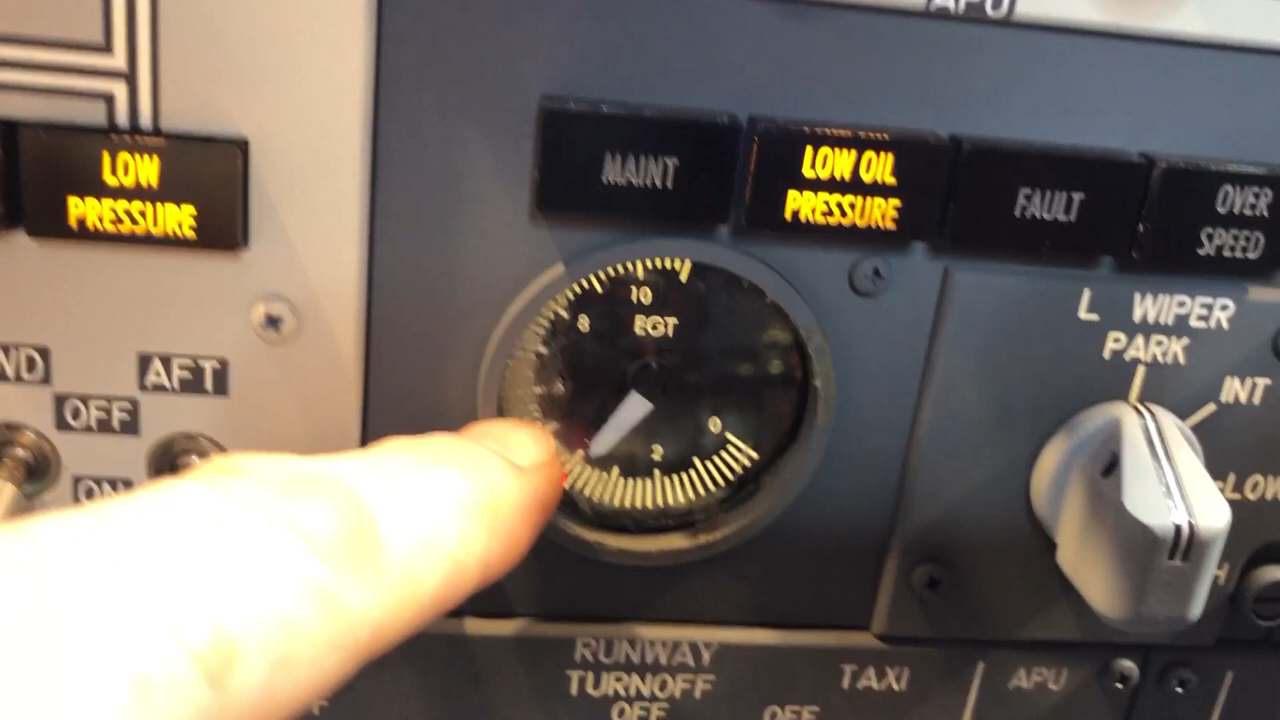 APU
LOW
PRESSURE
MAINT
LOW OIL
PRESSURE
FAULT
OVER
SPEED
10
8
EGT
0
2
L WIPER
PARK
INT
LOW
AFT
OFF
ON
RUNWAY
TURNOFF
OFF
TAXI
OFF
APU